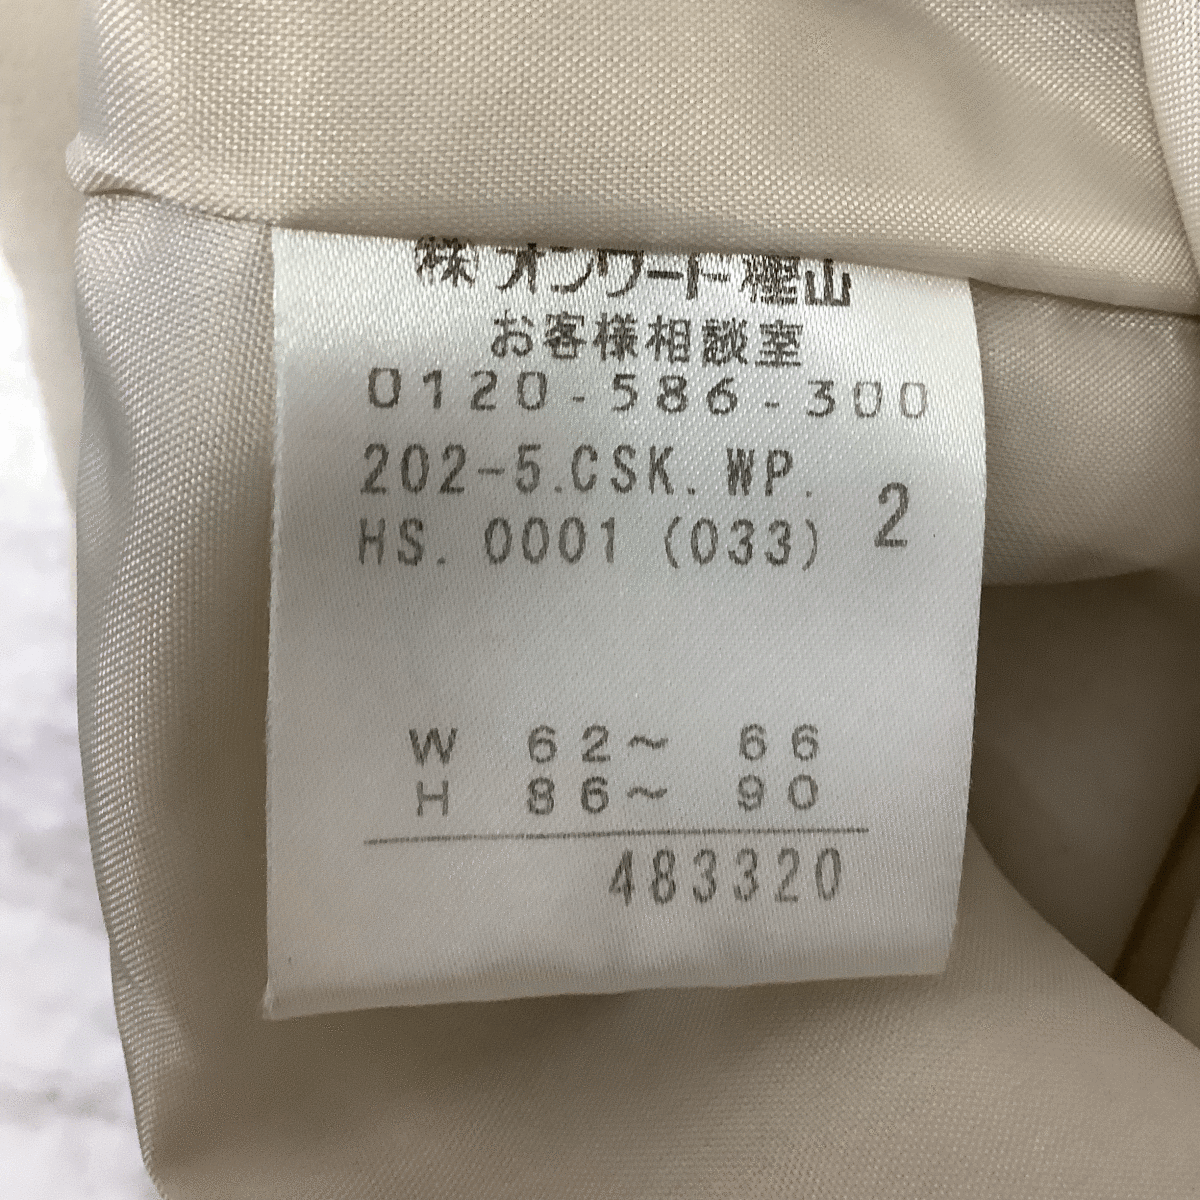 ㈱オンワード樫山
お客様相談室
0120-586-300
202-5.CSK.WP.
HS.0001(033) 2
W 62～ 66
H 86～ 90
483320